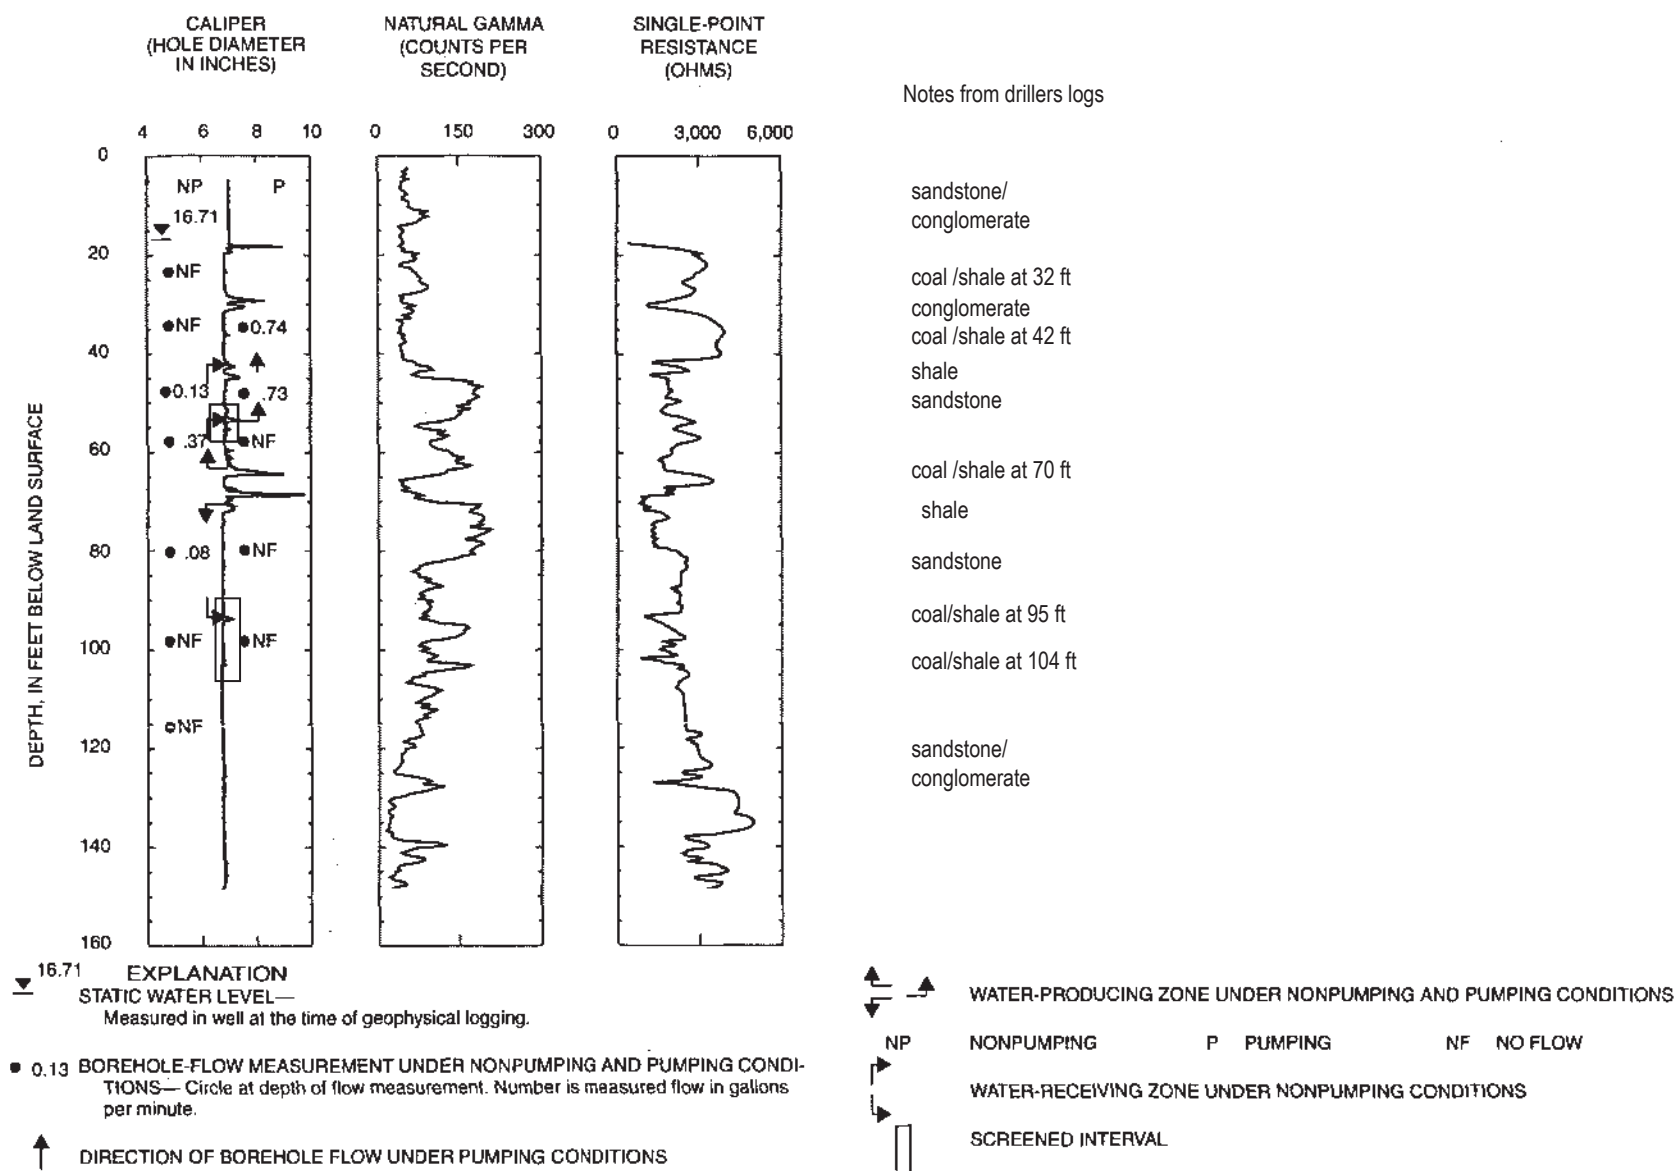 CALIPER
(HOLE DIAMETER
IN INCHES)
NATURAL GAMMA
(COUNTS PER
SECOND)
SINGLE-POINT
RESISTANCE
(OHMS)
Notes from drillers logs
4 6 8 10
0 150 300
0 3,000 6,000
DEPTH, IN FEET BELOW LAND SURFACE
0
20
40
60
80
100
120
140
160
NP P
16.71
NF
NF 0.74
0.13 .73
.37 NF
.08 NF
NF NF
NF
sandstone/
conglomerate
coal /shale at 32 ft
conglomerate
coal /shale at 42 ft
shale
sandstone
coal /shale at 70 ft
shale
sandstone
coal/shale at 95 ft
coal/shale at 104 ft
sandstone/
conglomerate
EXPLANATION
16.71 STATIC WATER LEVEL—
Measured in well at the time of geophysical logging.
0.13 BOREHOLE-FLOW MEASUREMENT UNDER NONPUMPING AND PUMPING CONDI-
TIONS— Circle at depth of flow measurement. Number is measured flow in gallons
per minute.
DIRECTION OF BOREHOLE FLOW UNDER PUMPING CONDITIONS
WATER-PRODUCING ZONE UNDER NONPUMPING AND PUMPING CONDITIONS
NP NONPUMPING P PUMPING NF NO FLOW
WATER-RECEIVING ZONE UNDER NONPUMPING CONDITIONS
SCREENED INTERVAL